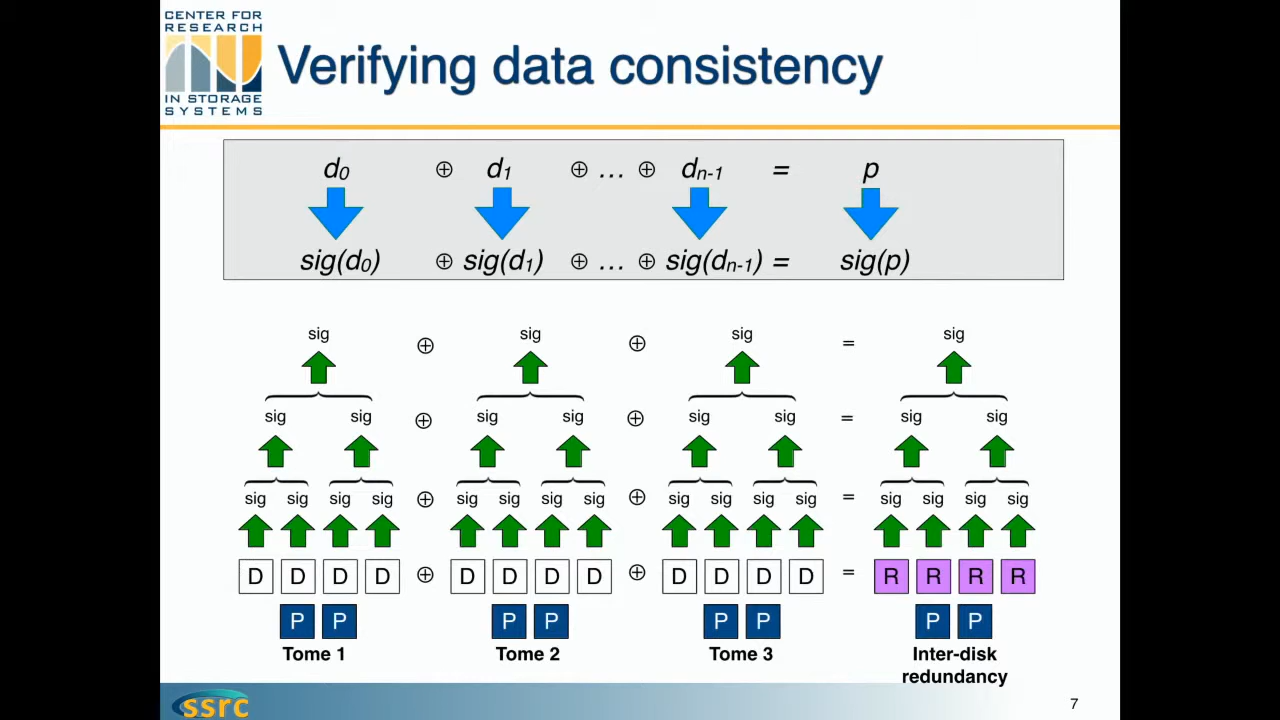 CENTER FOR
RESEARCH
IN STORAGE
SYSTEMS
Verifying data consistency
d0 ⊕ d1 ⊕ … ⊕ dn-1 = p
sig(d0) ⊕ sig(d1) ⊕ … ⊕ sig(dn-1) = sig(p)
sig ⊕ sig ⊕ sig = sig
sig sig ⊕ sig sig ⊕ sig sig = sig sig
sig sig sig sig ⊕ sig sig sig sig ⊕ sig sig sig sig = sig sig sig sig
D D D D ⊕ D D D D ⊕ D D D D = R R R R
P P P P P P P P
Tome 1 Tome 2 Tome 3 Inter-disk
redundancy
ssrc 7